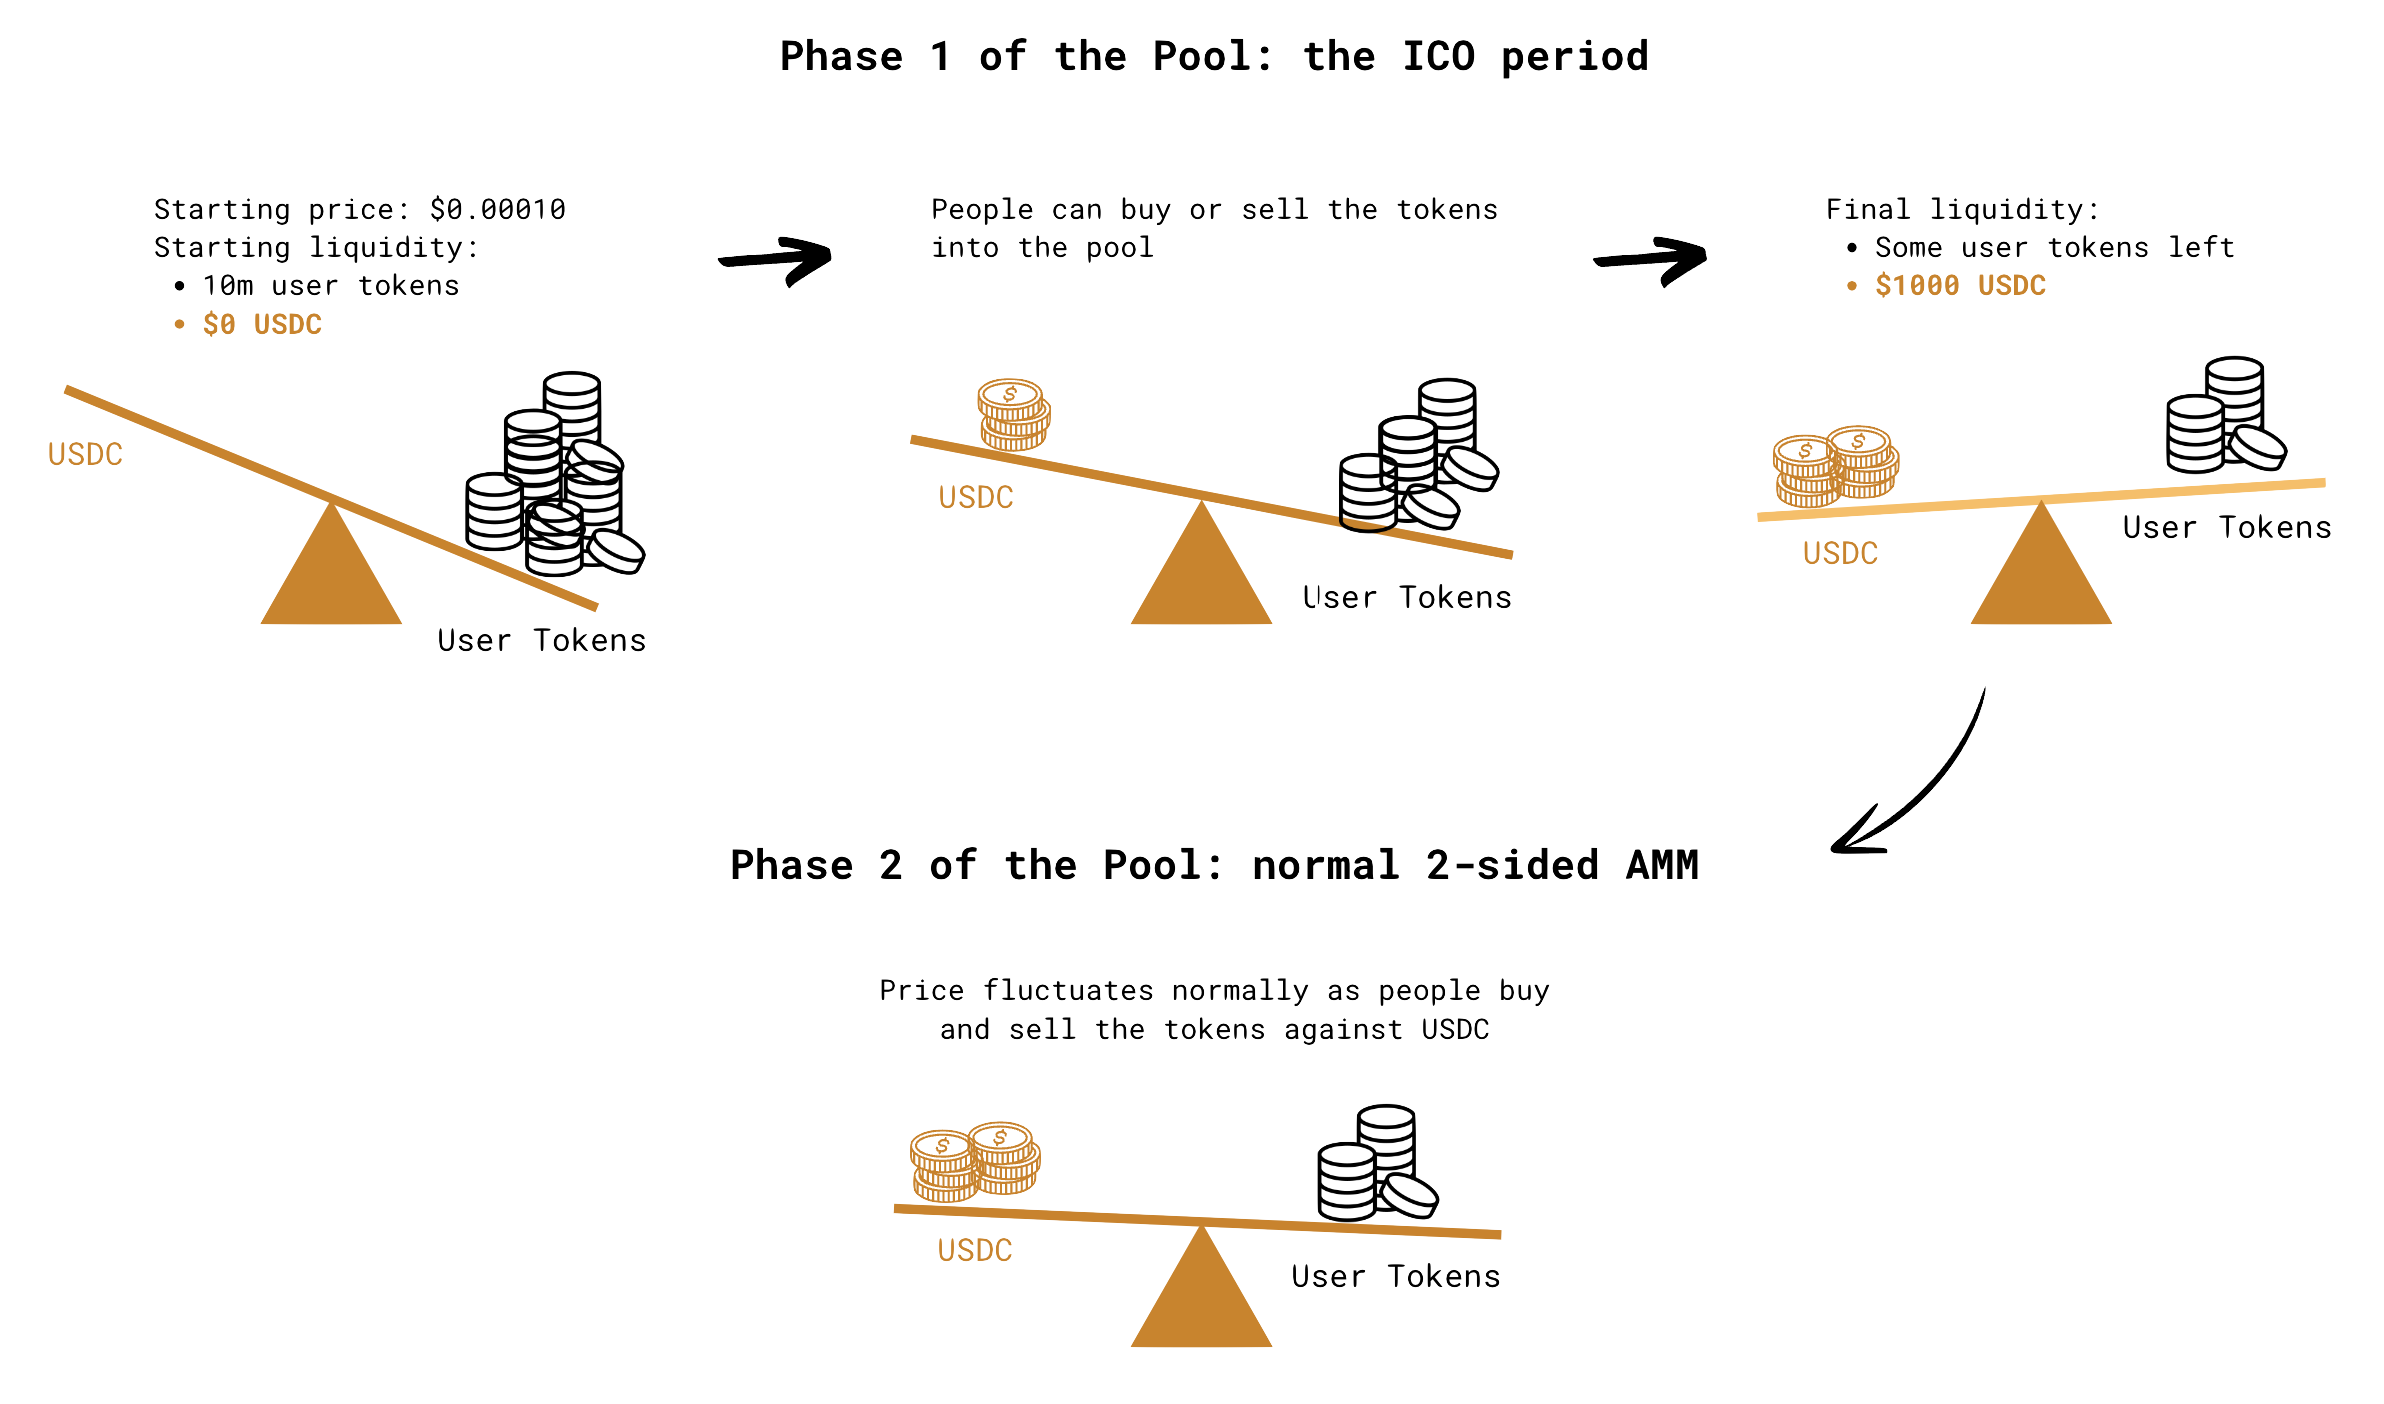 Phase 1 of the Pool: the ICO period
Starting price: $0.00010
Starting liquidity:
• 10m user tokens
• $0 USDC
USDC
User Tokens
People can buy or sell the tokens
into the pool
USDC
User Tokens
Final liquidity:
• Some user tokens left
• $1000 USDC
USDC
User Tokens
Phase 2 of the Pool: normal 2-sided AMM
Price fluctuates normally as people buy
and sell the tokens against USDC
USDC
User Tokens